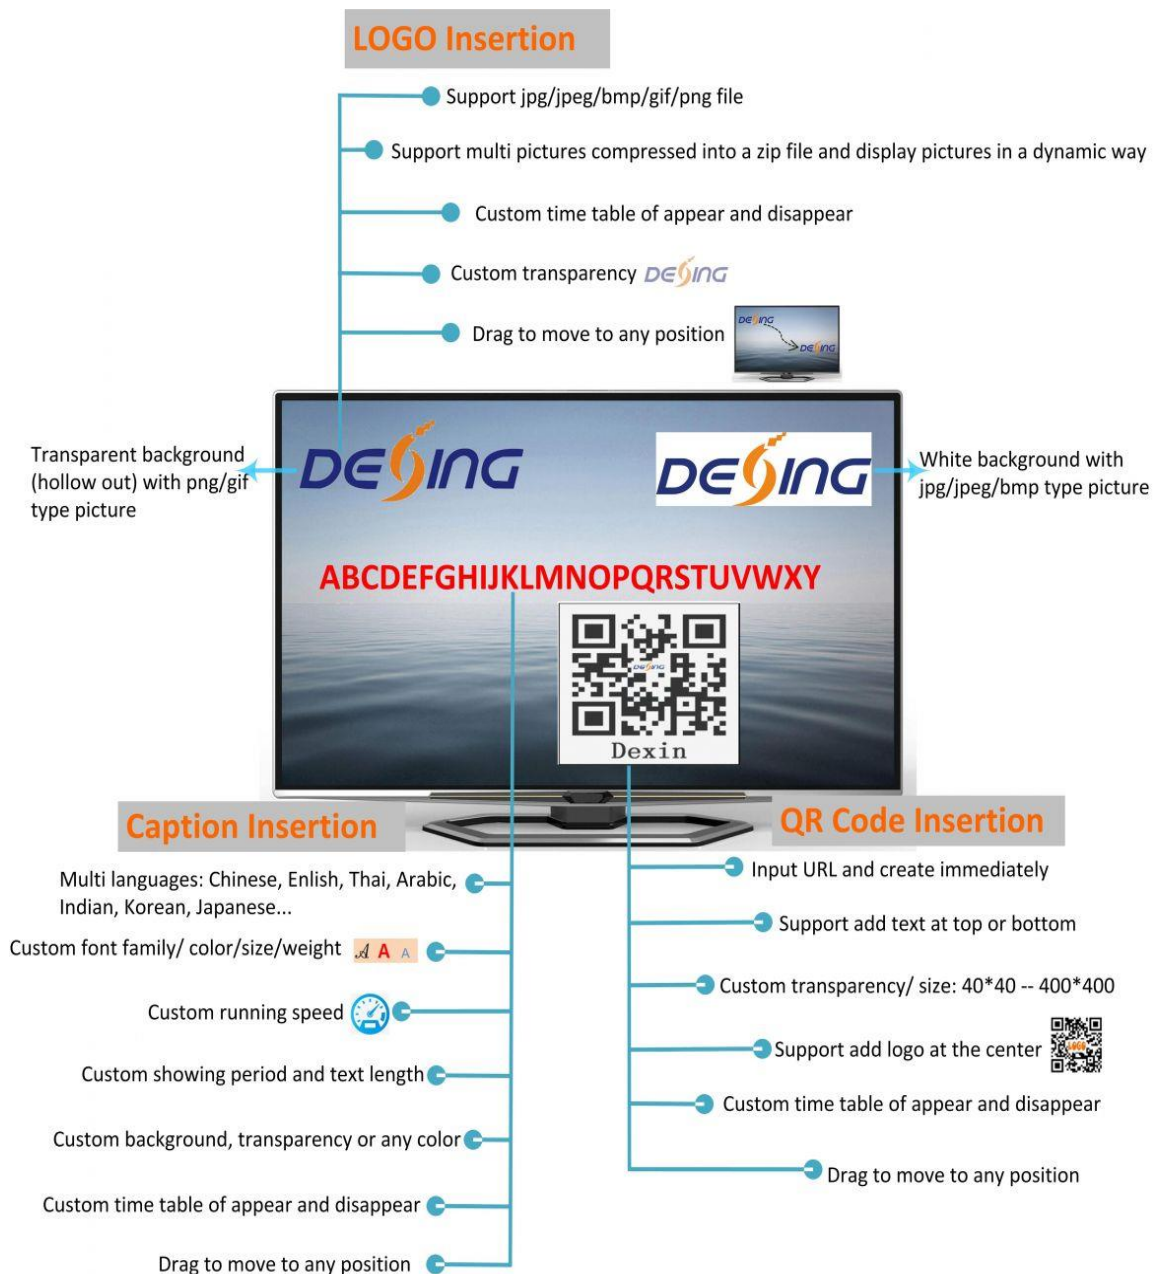 LOGO Insertion
Support jpg/jpeg/bmp/gif/png file
Support multi pictures compressed into a zip file and display pictures in a dynamic way
Custom time table of appear and disappear
Custom transparency DESING
Drag to move to any position
DESING
DESING
Transparent background
(hollow out) with png/gif
type picture
DESING
DESING
White background with
jpg/jpeg/bmp type picture
ABCDEFGHIJKLMNOPQRSTUVWXY
DESING
Dexin
Caption Insertion
Multi languages: Chinese, Enlish, Thai, Arabic,
Indian, Korean, Japanese...
Custom font family/ color/size/weight A A A
Custom running speed
Custom showing period and text length
Custom background, transparency or any color
Custom time table of appear and disappear
Drag to move to any position
QR Code Insertion
Input URL and create immediately
Support add text at top or bottom
Custom transparency/ size: 40*40 -- 400*400
Support add logo at the center LOGO
Custom time table of appear and disappear
Drag to move to any position